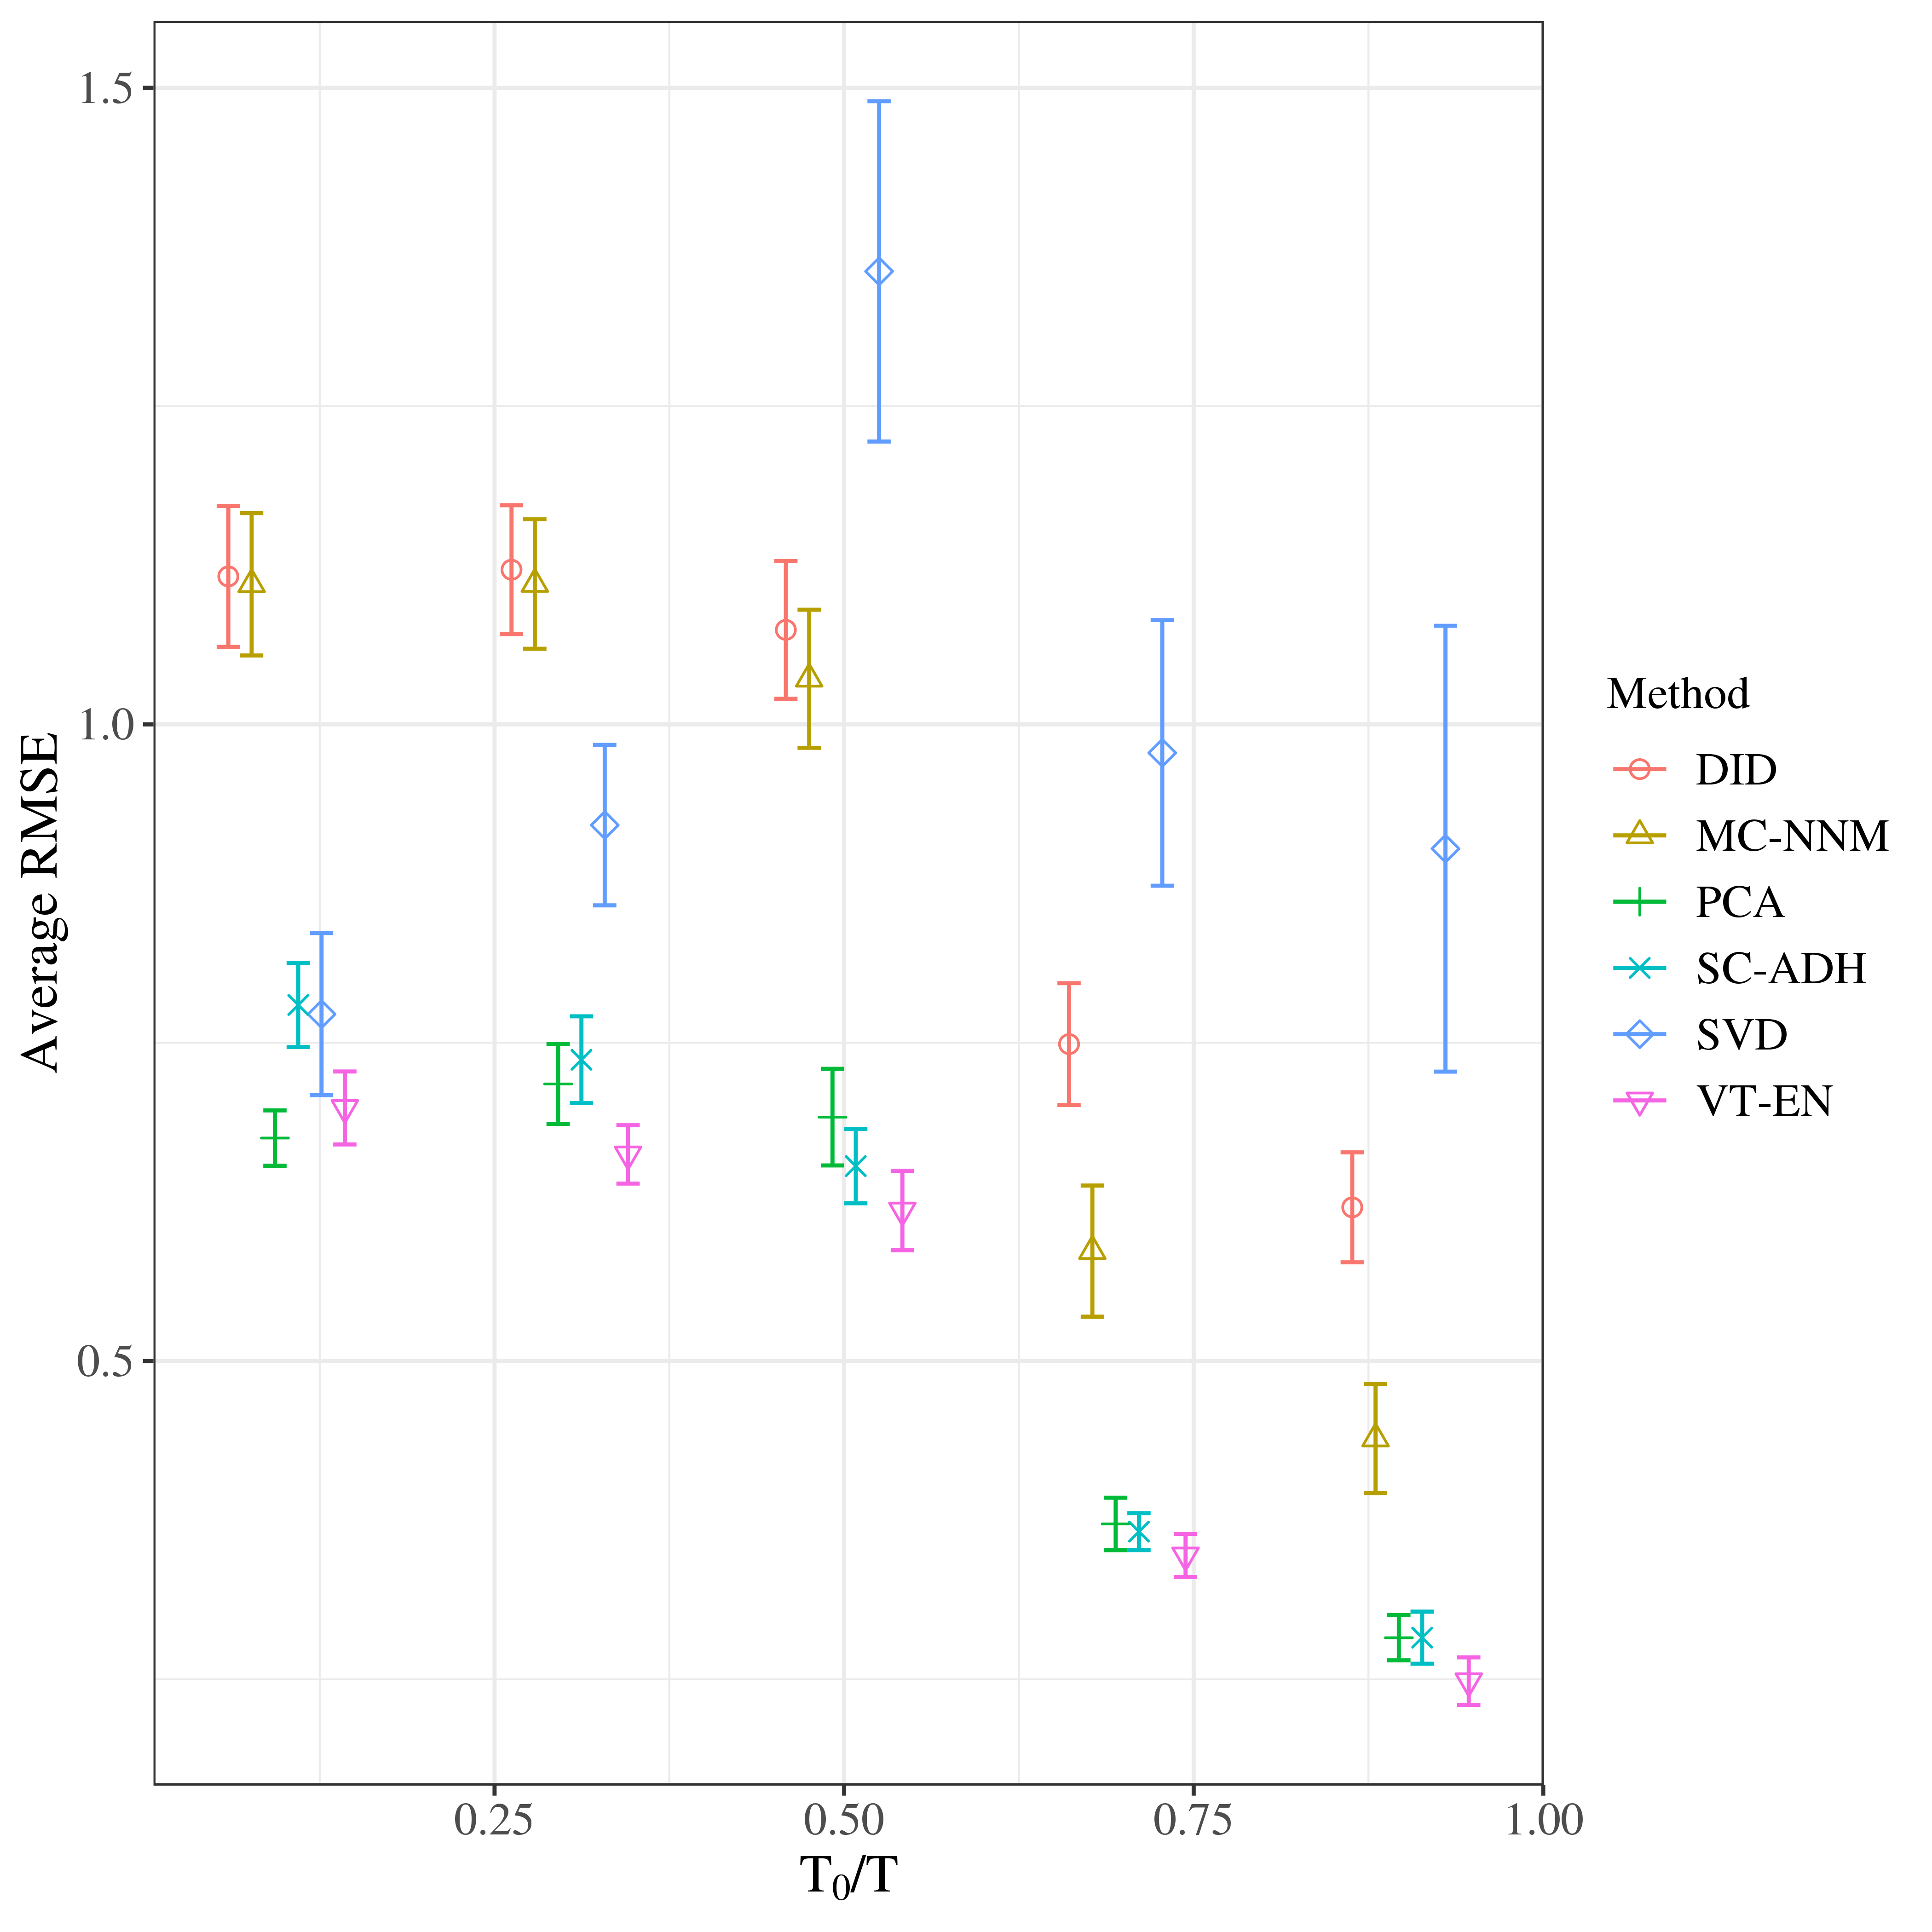 1.5
1.0
0.5
Average RMSE
0.25 0.50 0.75 1.00
T₀/T
Method
DID
MC-NNM
PCA
SC-ADH
SVD
VT-EN